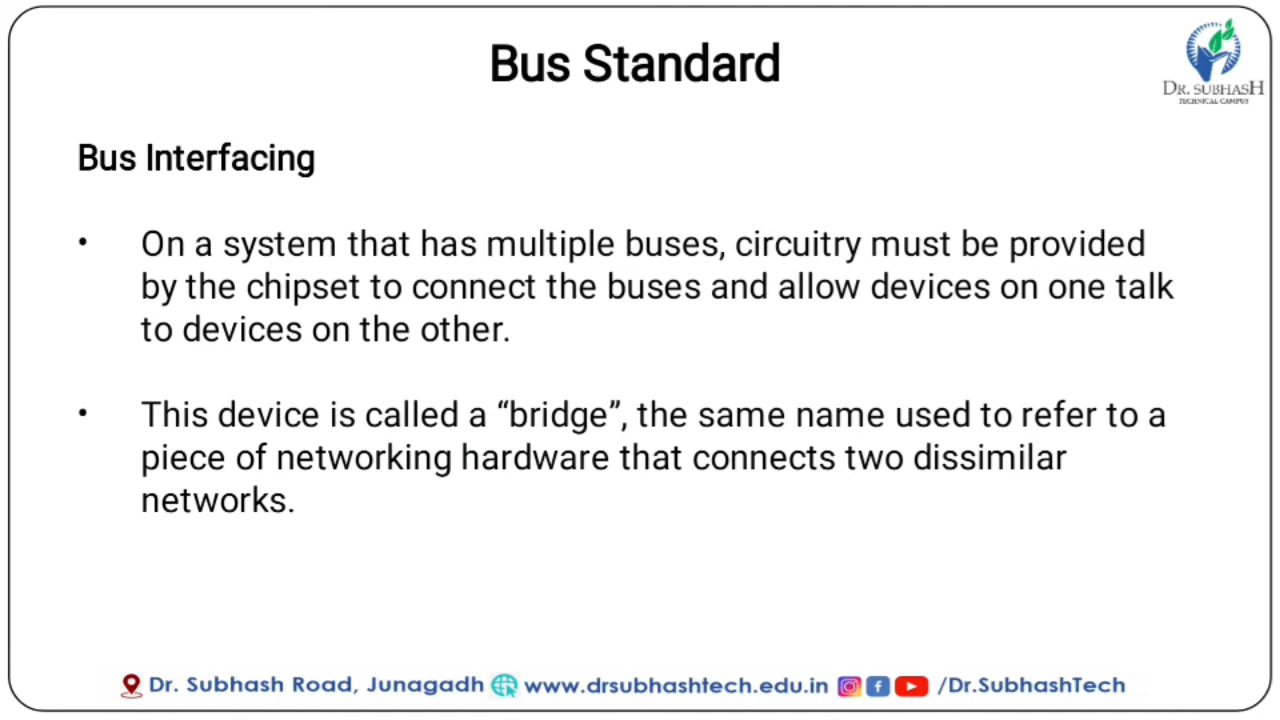 Bus Standard
DR. SUBHASH
TECHNICAL CAMPUS
Bus Interfacing
• On a system that has multiple buses, circuitry must be provided
by the chipset to connect the buses and allow devices on one talk
to devices on the other.
• This device is called a “bridge”, the same name used to refer to a
piece of networking hardware that connects two dissimilar
networks.
Dr. Subhash Road, Junagadh www.drsubhashtech.edu.in /Dr.SubhashTech